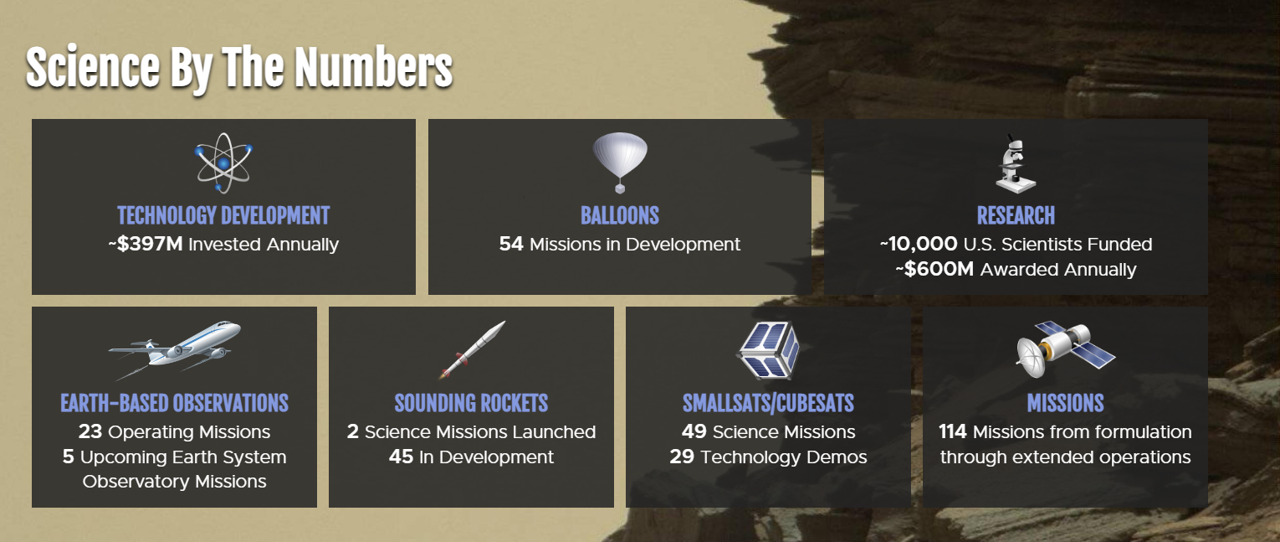 Science By The Numbers
TECHNOLOGY DEVELOPMENT
~$397M Invested Annually
BALLOONS
54 Missions in Development
RESEARCH
~10,000 U.S. Scientists Funded
~$600M Awarded Annually
EARTH-BASED OBSERVATIONS
23 Operating Missions
5 Upcoming Earth System
Observatory Missions
SOUNDING ROCKETS
2 Science Missions Launched
45 In Development
SMALLSATS/CUBESATS
49 Science Missions
29 Technology Demos
MISSIONS
114 Missions from formulation
through extended operations